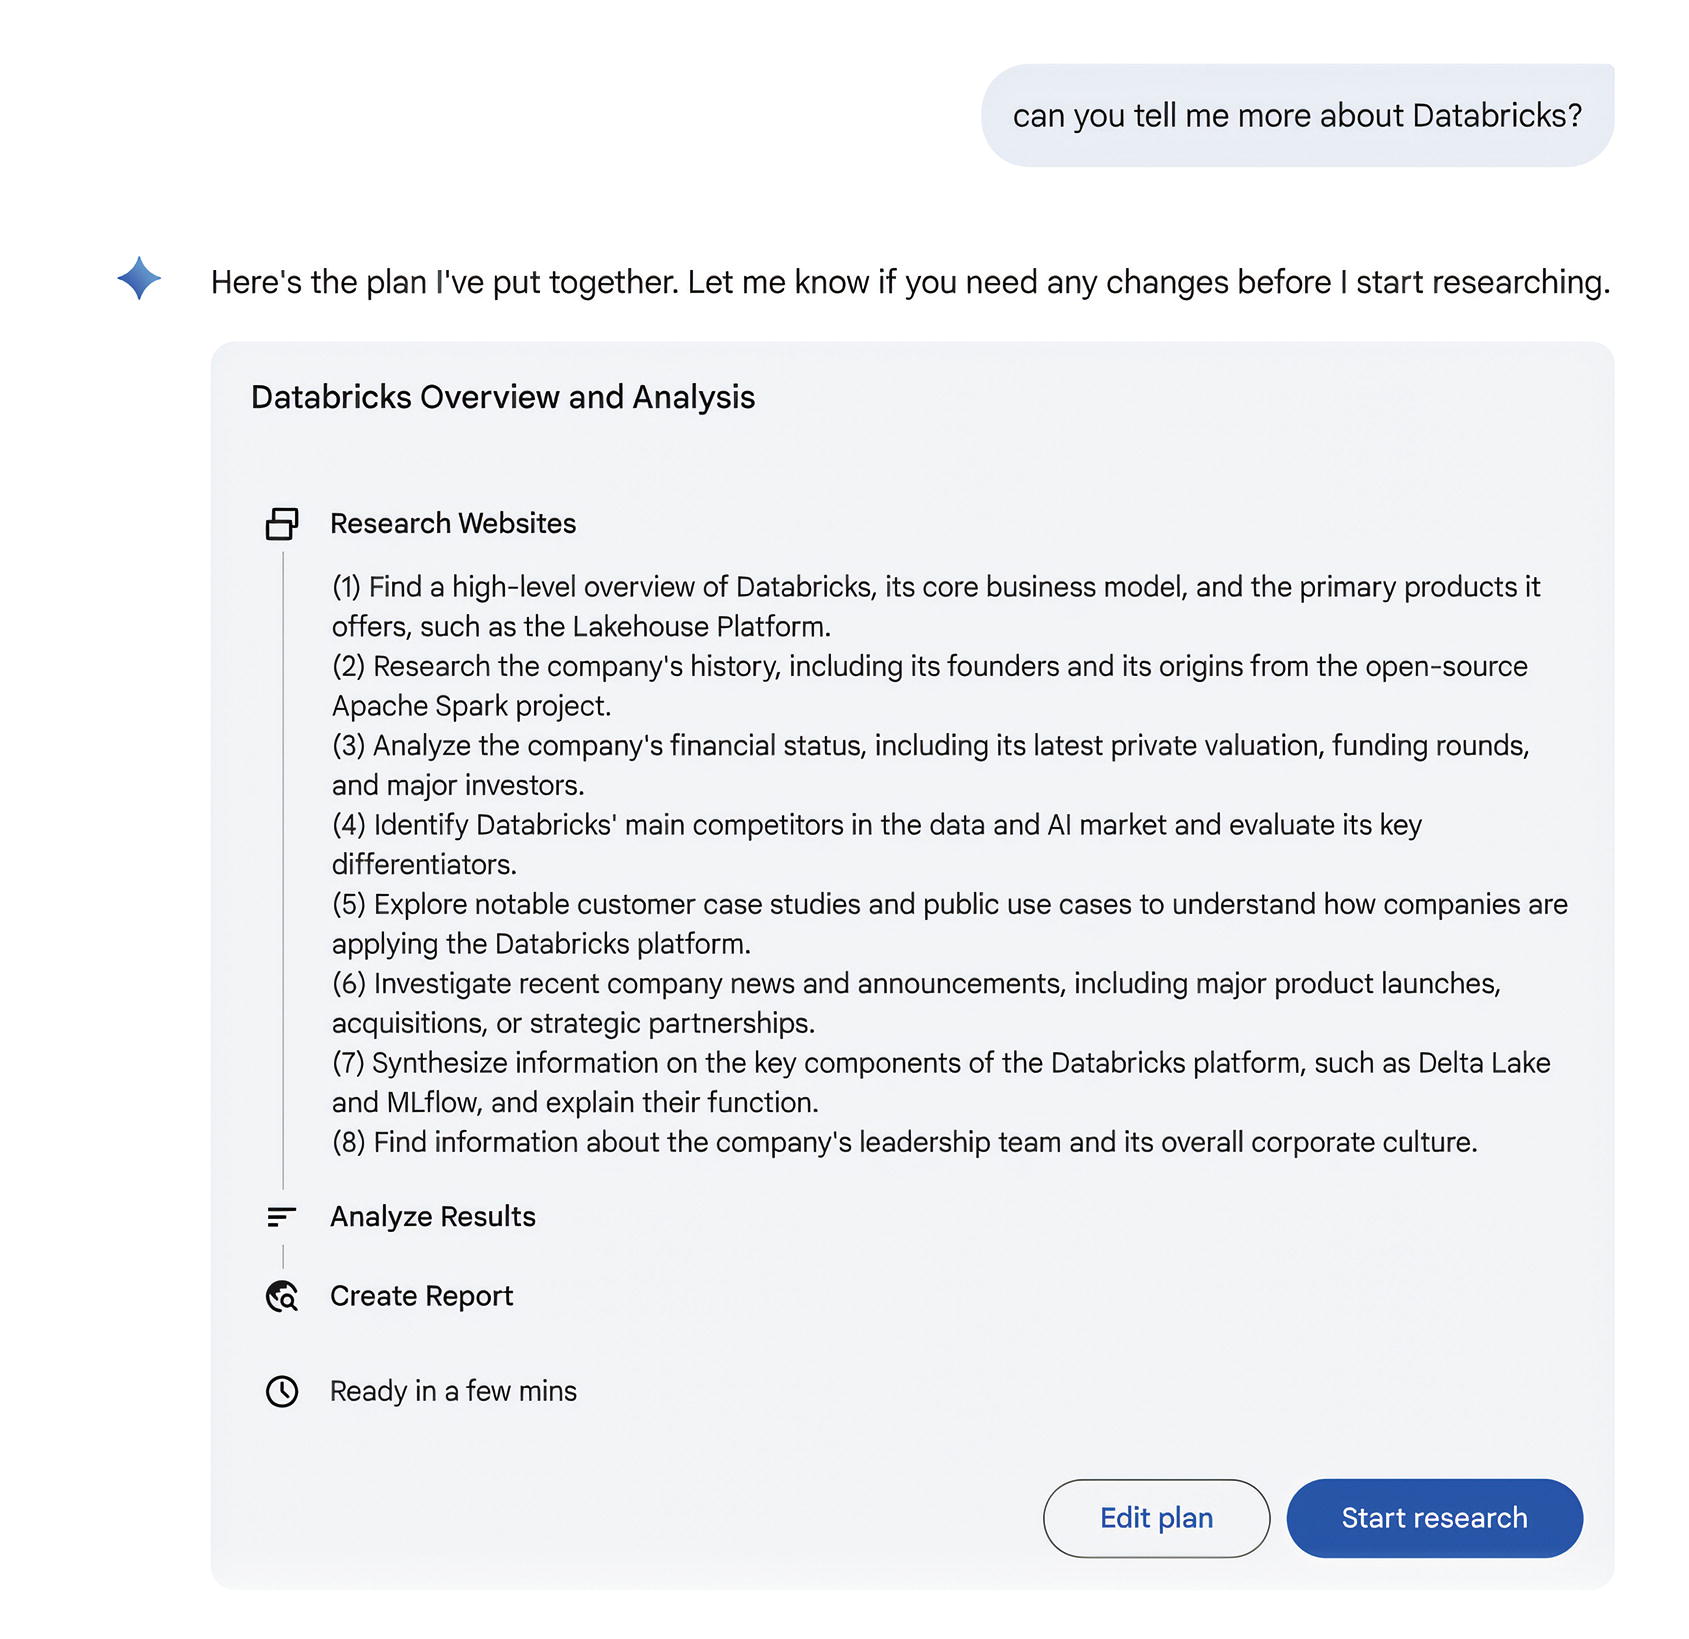 can you tell me more about Databricks?
Here's the plan I've put together. Let me know if you need any changes before I start researching.
Databricks Overview and Analysis
Research Websites
(1) Find a high-level overview of Databricks, its core business model, and the primary products it
offers, such as the Lakehouse Platform.
(2) Research the company's history, including its founders and its origins from the open-source
Apache Spark project.
(3) Analyze the company's financial status, including its latest private valuation, funding rounds,
and major investors.
(4) Identify Databricks' main competitors in the data and AI market and evaluate its key
differentiators.
(5) Explore notable customer case studies and public use cases to understand how companies are
applying the Databricks platform.
(6) Investigate recent company news and announcements, including major product launches,
acquisitions, or strategic partnerships.
(7) Synthesize information on the key components of the Databricks platform, such as Delta Lake
and MLflow, and explain their function.
(8) Find information about the company's leadership team and its overall corporate culture.
Analyze Results
Create Report
Ready in a few mins
Edit plan
Start research